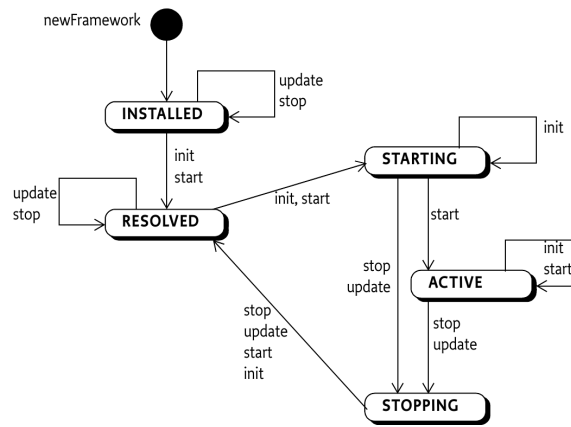 newFramework
update
stop
INSTALLED
init
start
STARTING
init
update
stop
RESOLVED
init, start
start
stop
update
init
start
ACTIVE
stop
update
start
init
stop
update
STOPPING